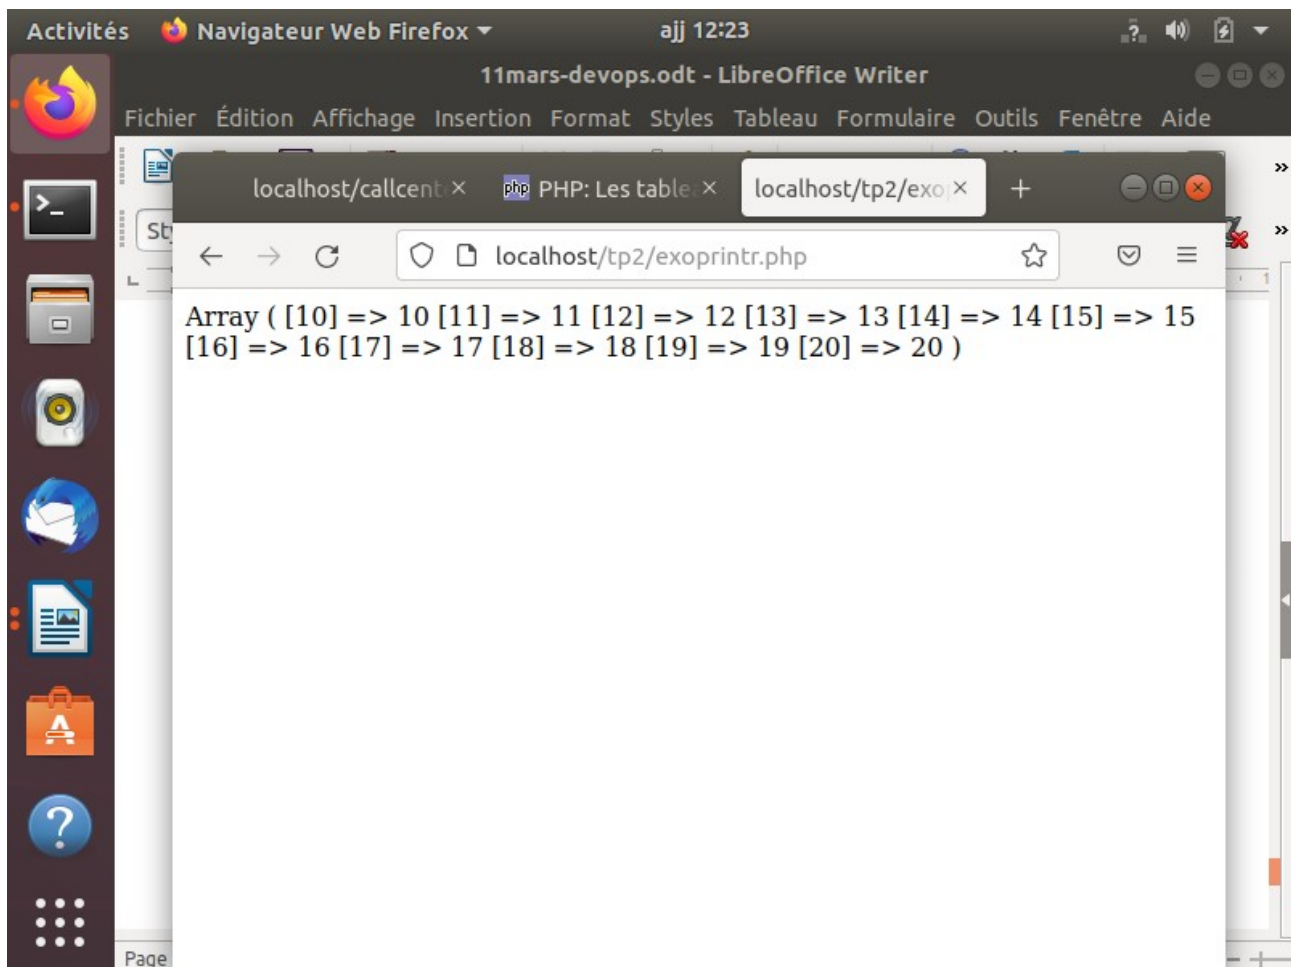 Activités Navigateur Web Firefox ajj 12:23
11mars-devops.odt - LibreOffice Writer
Fichier Édition Affichage Insertion Format Styles Tableau Formulaire Outils Fenêtre Aide
localhost/callcent php PHP: Les table localhost/tp2/exo
localhost/tp2/exoprintr.php
Array ( [10] => 10 [11] => 11 [12] => 12 [13] => 13 [14] => 14 [15] => 15
[16] => 16 [17] => 17 [18] => 18 [19] => 19 [20] => 20 )
Page